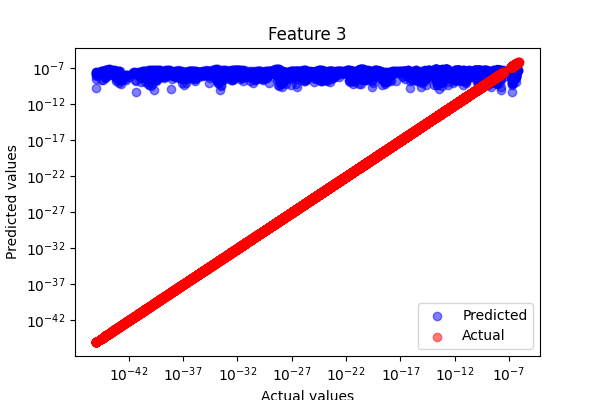 Feature 3
Predicted values
10⁻⁷
10⁻¹²
10⁻¹⁷
10⁻²²
10⁻²⁷
10⁻³²
10⁻³⁷
10⁻⁴²
Predicted
Actual
10⁻⁴² 10⁻³⁷ 10⁻³² 10⁻²⁷ 10⁻²² 10⁻¹⁷ 10⁻¹² 10⁻⁷
Actual values